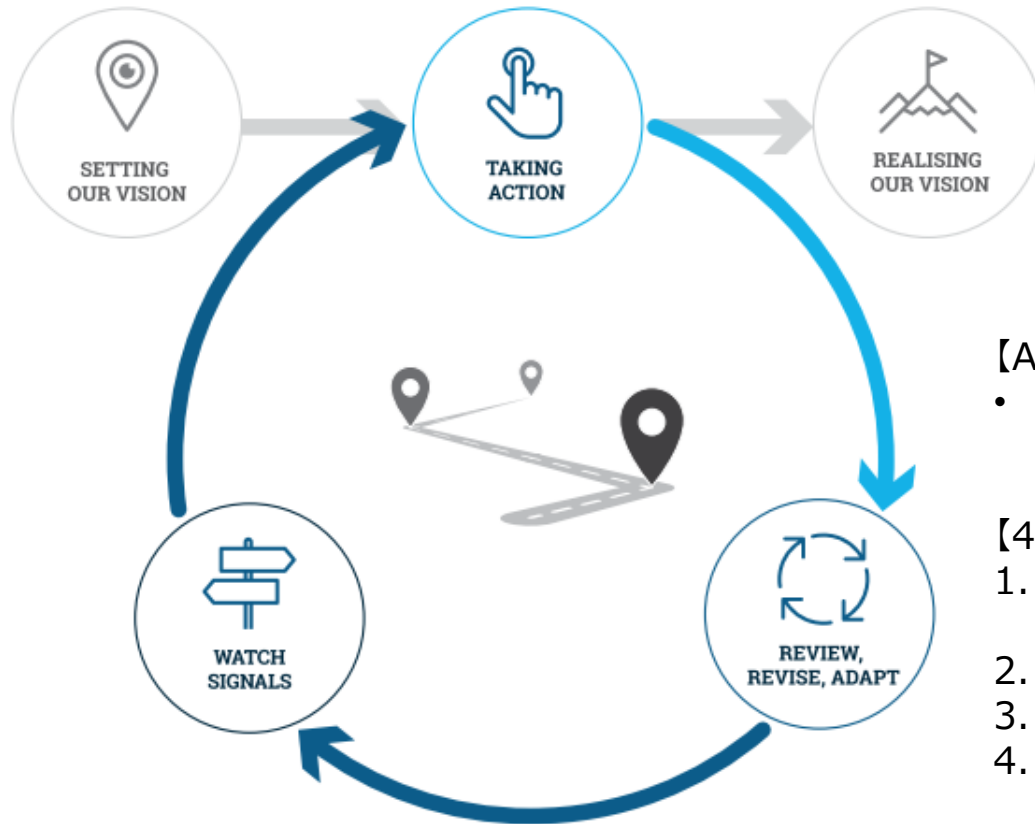 SETTING
OUR VISION
TAKING
ACTION
REALISING
OUR VISION
【A
•
【4
1.
2.
3.
4.
WATCH
SIGNALS
REVIEW,
REVISE, ADAPT